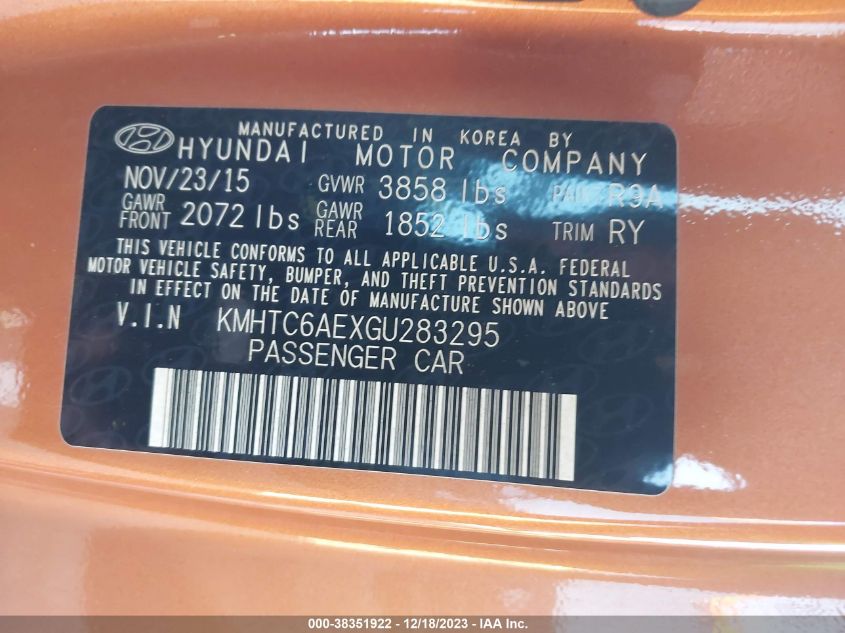 MANUFACTURED IN KOREA BY
HYUNDAI MOTOR COMPANY
NOV/23/15 GVWR 3858 lbs PAINT R9A
GAWR FRONT 2072 lbs GAWR REAR 1852 lbs TRIM RY
THIS VEHICLE CONFORMS TO ALL APPLICABLE U.S.A. FEDERAL
MOTOR VEHICLE SAFETY, BUMPER, AND THEFT PREVENTION STANDARDS
IN EFFECT ON THE DATE OF MANUFACTURE SHOWN ABOVE
V.I.N KMHTC6AEXGU283295
PASSENGER CAR
000-38351922 - 12/18/2023 - IAA Inc.